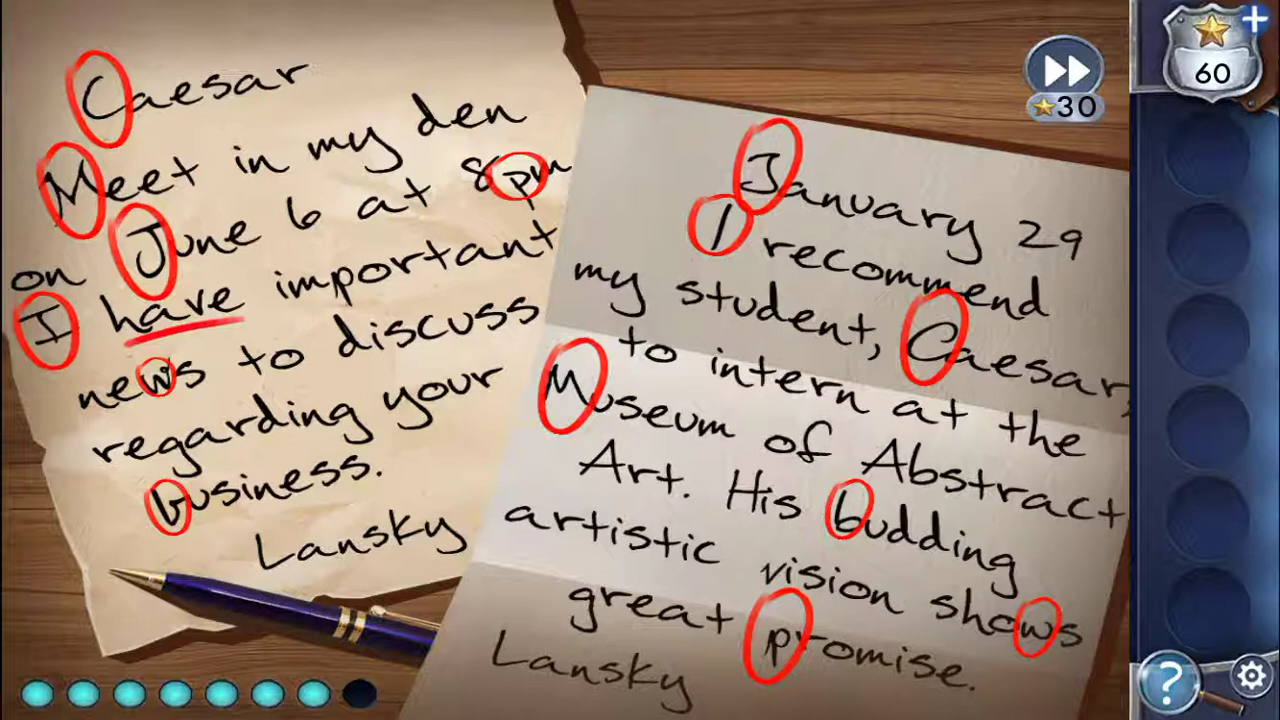 Caesar
Meet in my den
on June 6 at 8pm
I have important
news to discuss
regarding your
business.
Lansky
January 29
I recommend
my student, Caesar,
to intern at the
Museum of Abstract
Art. His budding
artistic vision shows
great promise.
Lansky
30
60
?